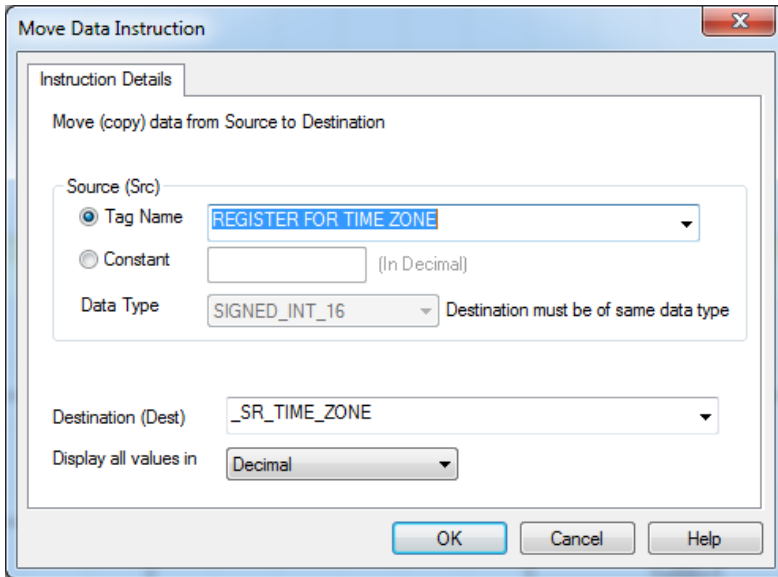 Move Data Instruction
Instruction Details
Move (copy) data from Source to Destination
Source (Src)
Tag Name REGISTER FOR TIME ZONE
Constant (In Decimal)
Data Type SIGNED_INT_16 Destination must be of same data type
Destination (Dest) _SR_TIME_ZONE
Display all values in Decimal
OK Cancel Help